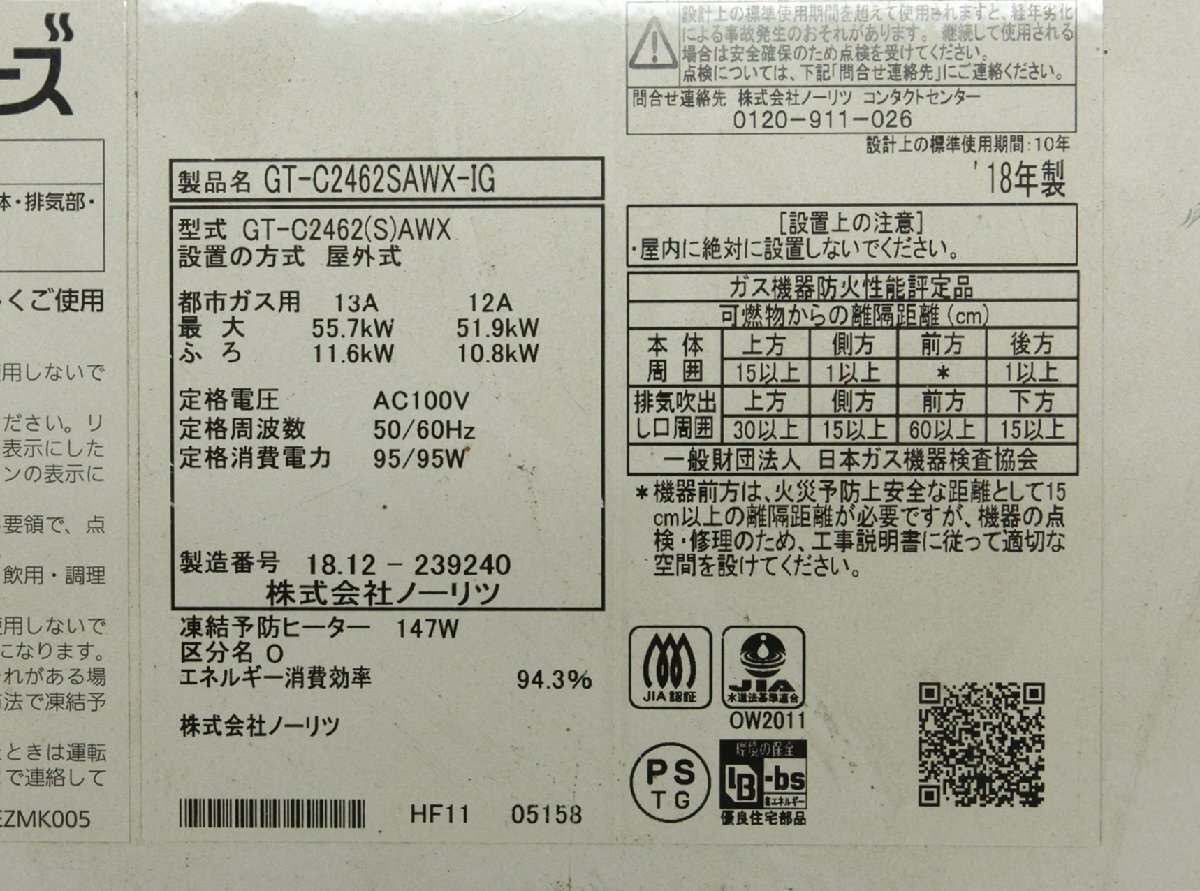 ーズ
体・排気部・
くご使用
用しないで
ださい。リ
表示にした
ンの表示に
要領で、点
飲用・調理
使用しないで
になります。
れがある場
方法で凍結予
ときは運転
で連絡して
EZMK005
製品名 GT-C2462SAWX-IG
型式 GT-C2462(S)AWX
設置の方式 屋外式
都市ガス用 13A 12A
最大 55.7kW 51.9kW
ふろ 11.6kW 10.8kW
定格電圧 AC100V
定格周波数 50/60Hz
定格消費電力 95/95W
製造番号 18.12 - 239240
株式会社ノーリツ
凍結予防ヒーター 147W
区分名 O
エネルギー消費効率 94.3%
株式会社ノーリツ
HF11 05158
設計上の標準使用期間を超えて使用されますと、経年劣化
による事故発生のおそれがあります。 継続して使用される
場合は安全確保のため点検を受けてください。
点検については、下記「問合せ連絡先」にご連絡ください。
問合せ連絡先 株式会社ノーリツ コンタクトセンター
0120-911-026
設計上の標準使用期間:10年
'18年製
[設置上の注意]
・屋内に絶対に設置しないでください。
ガス機器防火性能評定品
可燃物からの離隔距離(cm)
本体 上方 側方 前方 後方
周囲 15以上 1以上 * 1以上
排気吹出 上方 側方 前方 下方
し口周囲 30以上 15以上 60以上 15以上
一般財団法人 日本ガス機器検査協会
*機器前方は、火災予防上安全な距離として15
cm以上の離隔距離が必要ですが、機器の点
検・修理のため、工事説明書に従って適切な
空間を設けてください。
JIA認証
JIA
水道法基準適合
OW2011
PS
TG
環境の保全
BL-bs
省エネルギー
優良住宅部品